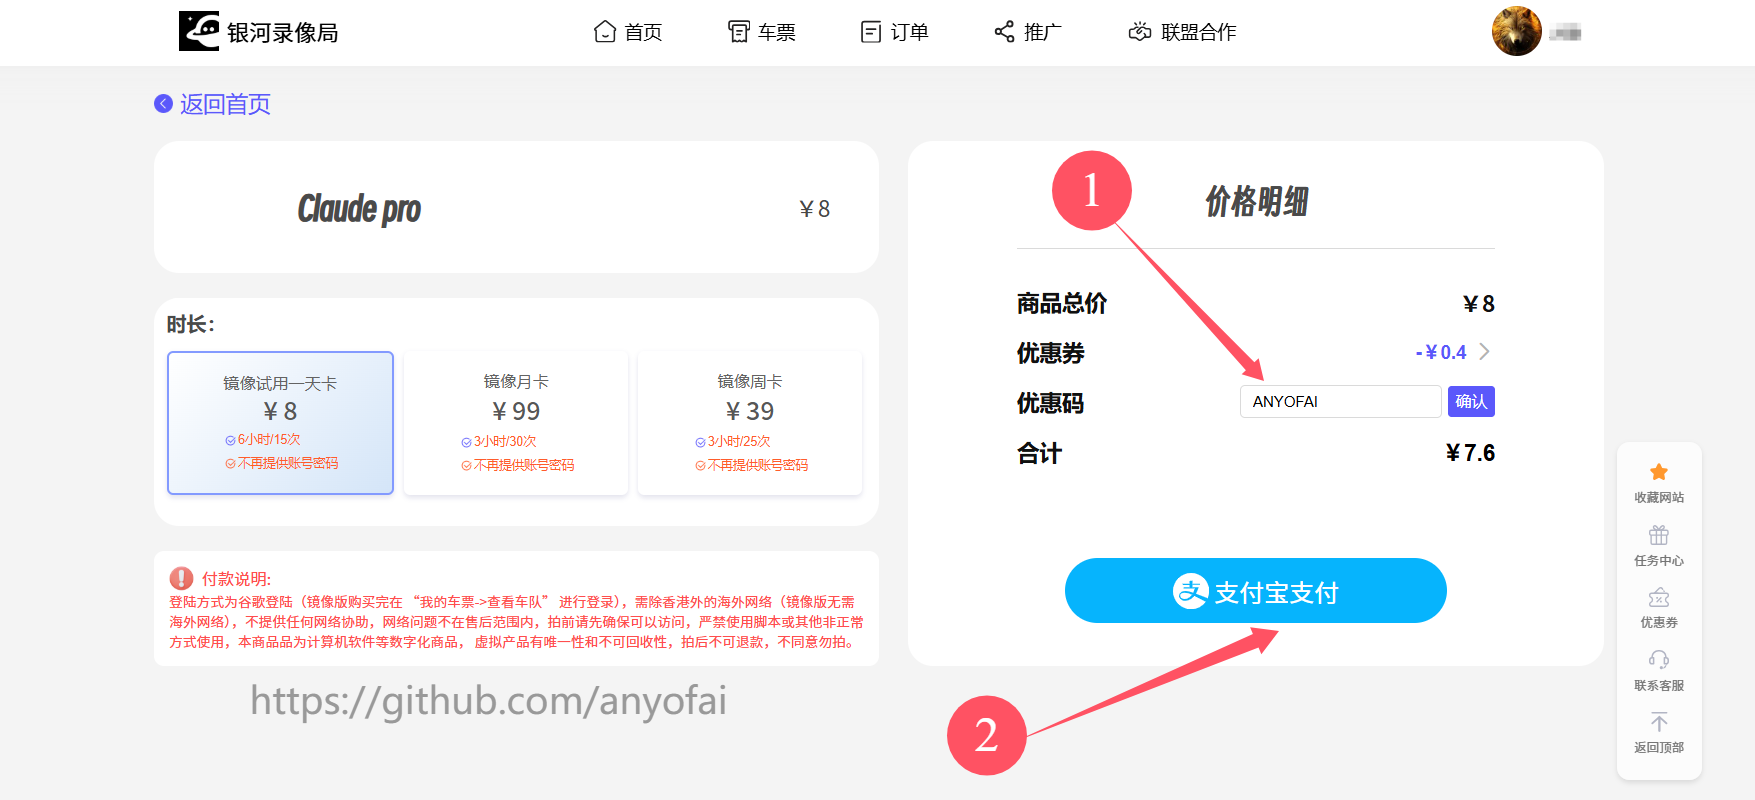 银河录像局
首页
车票
订单
推广
联盟合作
返回首页
Claude pro
￥8
时长：
镜像试用一天卡
￥8
6小时/15次
不再提供账号密码
镜像月卡
￥99
3小时/30次
不再提供账号密码
镜像周卡
￥39
3小时/25次
不再提供账号密码
付款说明:
登陆方式为谷歌登陆（镜像版购买完在 “我的车票->查看车队” 进行登录），需除香港外的海外网络（镜像版无需
海外网络），不提供任何网络协助，网络问题不在售后范围内，拍前请先确保可以访问，严禁使用脚本或其他非正常
方式使用，本商品品为计算机软件等数字化商品， 虚拟产品有唯一性和不可回收性，拍后不可退款，不同意勿拍。
https://github.com/anyofai
1
价格明细
商品总价
￥8
优惠券
-￥0.4
优惠码
ANYOFAI
确认
合计
￥7.6
支付宝支付
2
收藏网站
任务中心
优惠券
联系客服
返回顶部